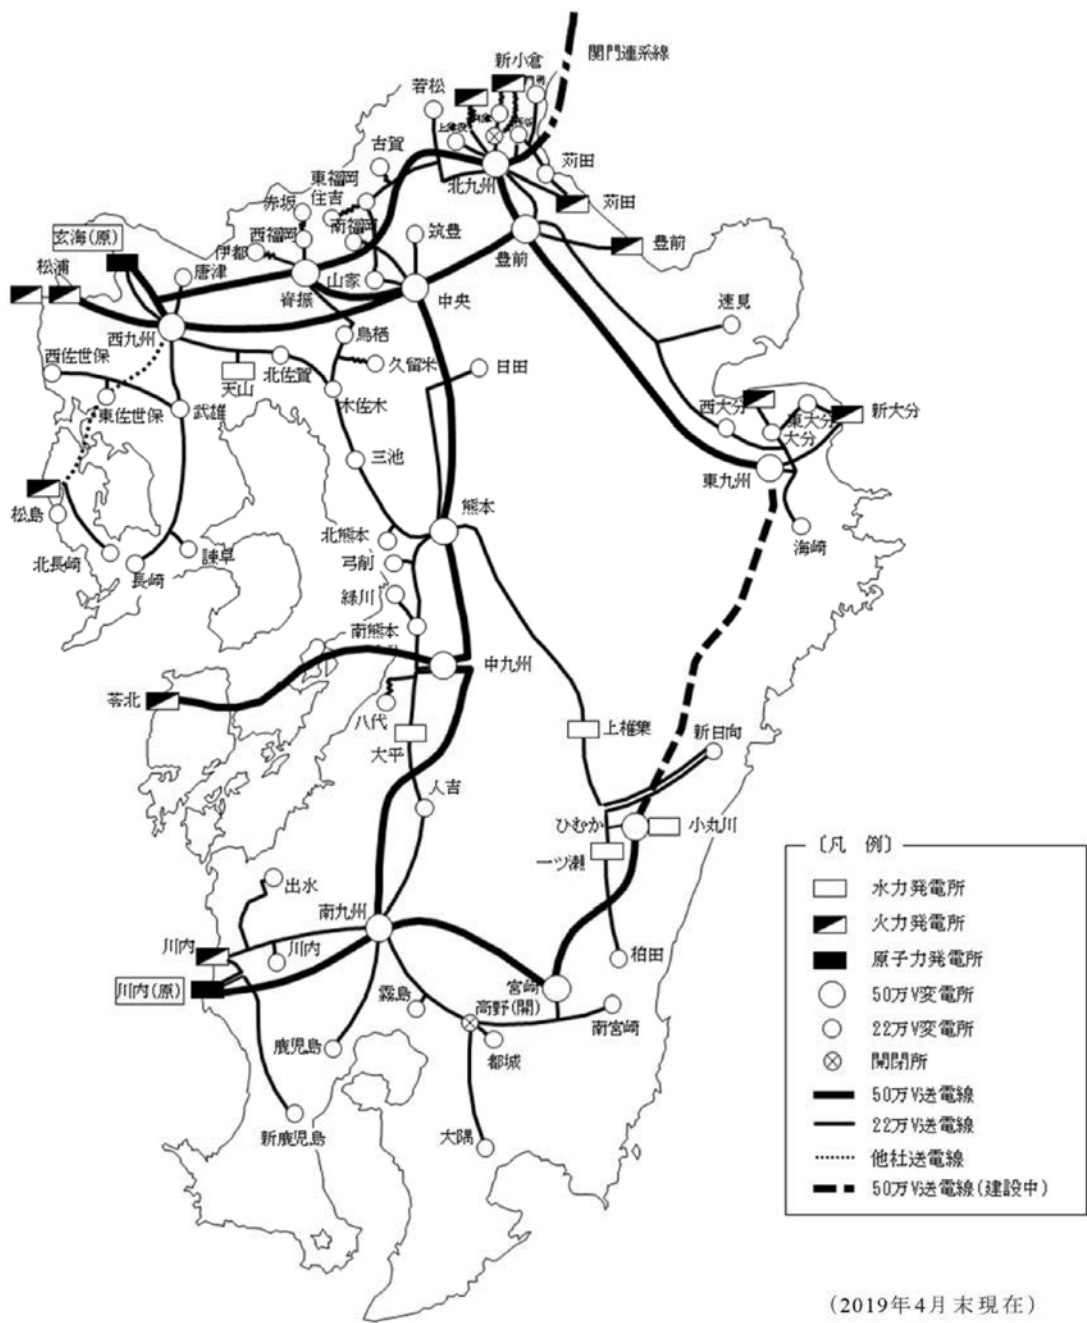 関門連系線
新小倉
若松
古賀
苅田
北九州
東福岡
苅田
住吉
赤坂
南福岡
筑豊
豊前
玄海(原)
西福岡
伊都
豊前
松浦
唐津
山家
中央
脊振
速見
西九州
鳥栖
西佐世保
久留米
日田
北佐賀
天山
木佐木
東佐世保
武雄
西大分
東大分
新大分
大分
三池
東九州
松島
熊本
北熊本
海崎
北長崎
諫早
弓削
長崎
緑川
南熊本
中九州
苓北
八代
上椎葉
新日向
大平
人吉
ひむか
小丸川
一ツ瀬
出水
南九州
川内
川内
柏田
川内(原)
宮崎
霧島
高野(開)
南宮崎
鹿児島
都城
新鹿児島
大隅
〔凡 例〕
水力発電所
火力発電所
原子力発電所
50万V変電所
22万V変電所
開閉所
50万V送電線
22万V送電線
他社送電線
50万V送電線(建設中)
(2019年4月末現在)